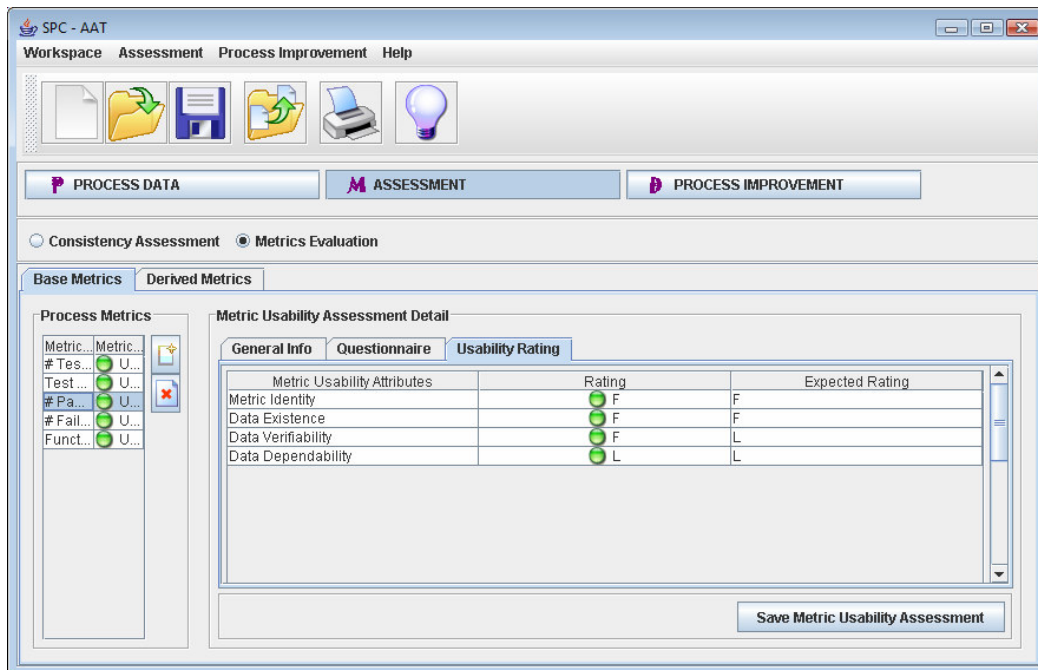 SPC - AAT
Workspace Assessment Process Improvement Help
PROCESS DATA ASSESSMENT PROCESS IMPROVEMENT
Consistency Assessment Metrics Evaluation
Base Metrics Derived Metrics
Process Metrics
Metric... Metric...
# Tes... U...
Test ... U...
# Pa... U...
# Fail... U...
Funct... U...
Metric Usability Assessment Detail
General Info Questionnaire Usability Rating
Metric Usability Attributes Rating Expected Rating
Metric Identity F F
Data Existence F F
Data Verifiability F L
Data Dependability L L
Save Metric Usability Assessment